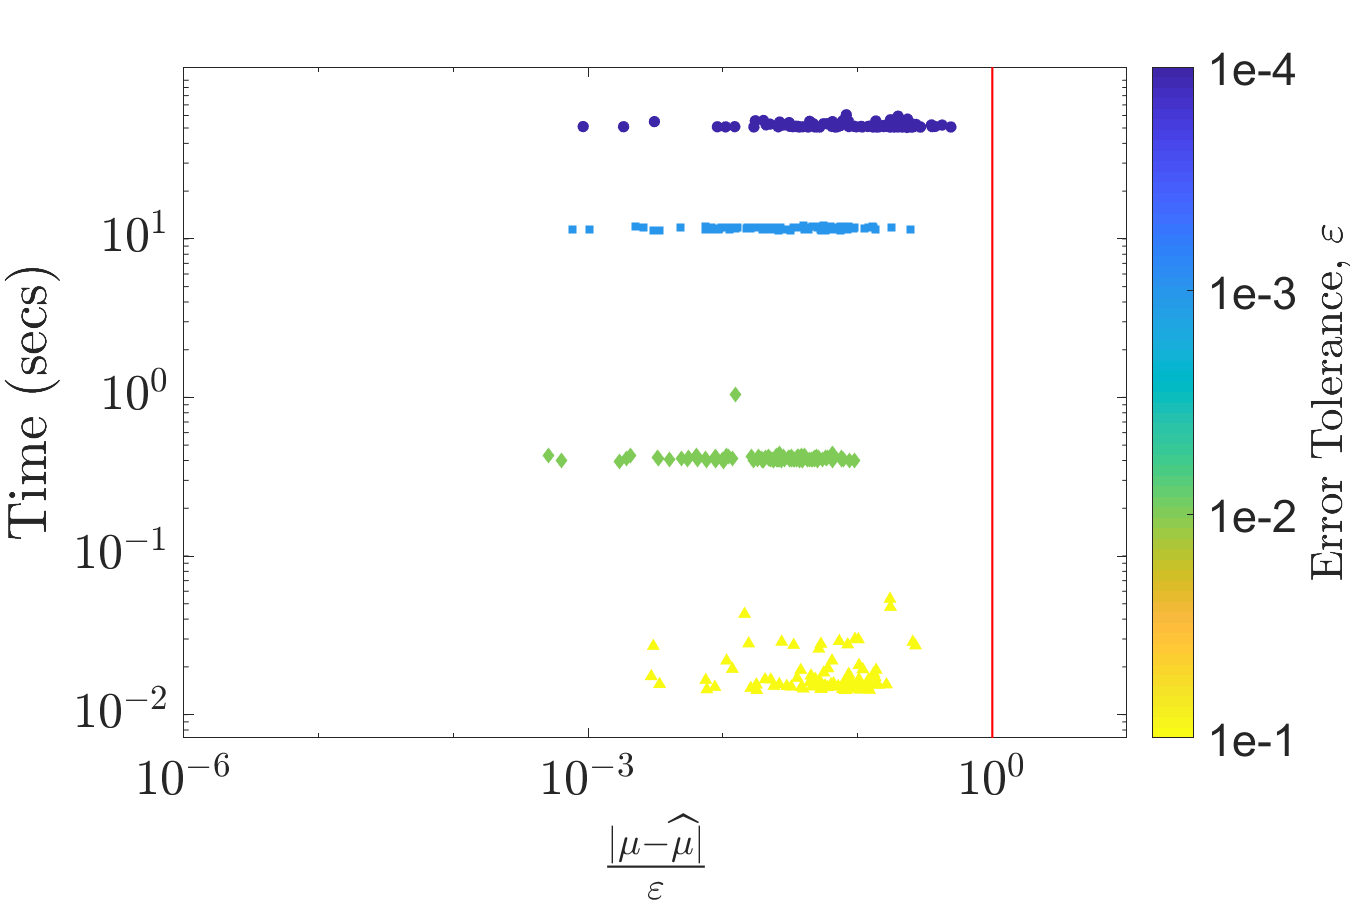 Time (secs)
10^1
10^0
10^{-1}
10^{-2}
10^{-6}
10^{-3}
10^0
|μ−μ̂|
ε
1e-4
1e-3
1e-2
1e-1
Error Tolerance, ε